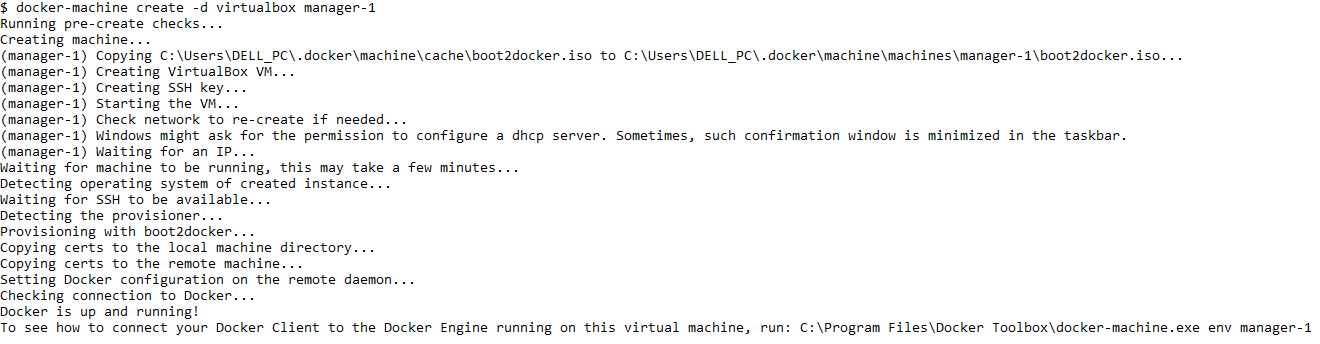 $ docker-machine create -d virtualbox manager-1
Running pre-create checks...
Creating machine...
(manager-1) Copying C:\Users\DELL_PC\.docker\machine\cache\boot2docker.iso to C:\Users\DELL_PC\.docker\machine\machines\manager-1\boot2docker.iso...
(manager-1) Creating VirtualBox VM...
(manager-1) Creating SSH key...
(manager-1) Starting the VM...
(manager-1) Check network to re-create if needed...
(manager-1) Windows might ask for the permission to configure a dhcp server. Sometimes, such confirmation window is minimized in the taskbar.
(manager-1) Waiting for an IP...
Waiting for machine to be running, this may take a few minutes...
Detecting operating system of created instance...
Waiting for SSH to be available...
Detecting the provisioner...
Provisioning with boot2docker...
Copying certs to the local machine directory...
Copying certs to the remote machine...
Setting Docker configuration on the remote daemon...
Checking connection to Docker...
Docker is up and running!
To see how to connect your Docker Client to the Docker Engine running on this virtual machine, run: C:\Program Files\Docker Toolbox\docker-machine.exe env manager-1